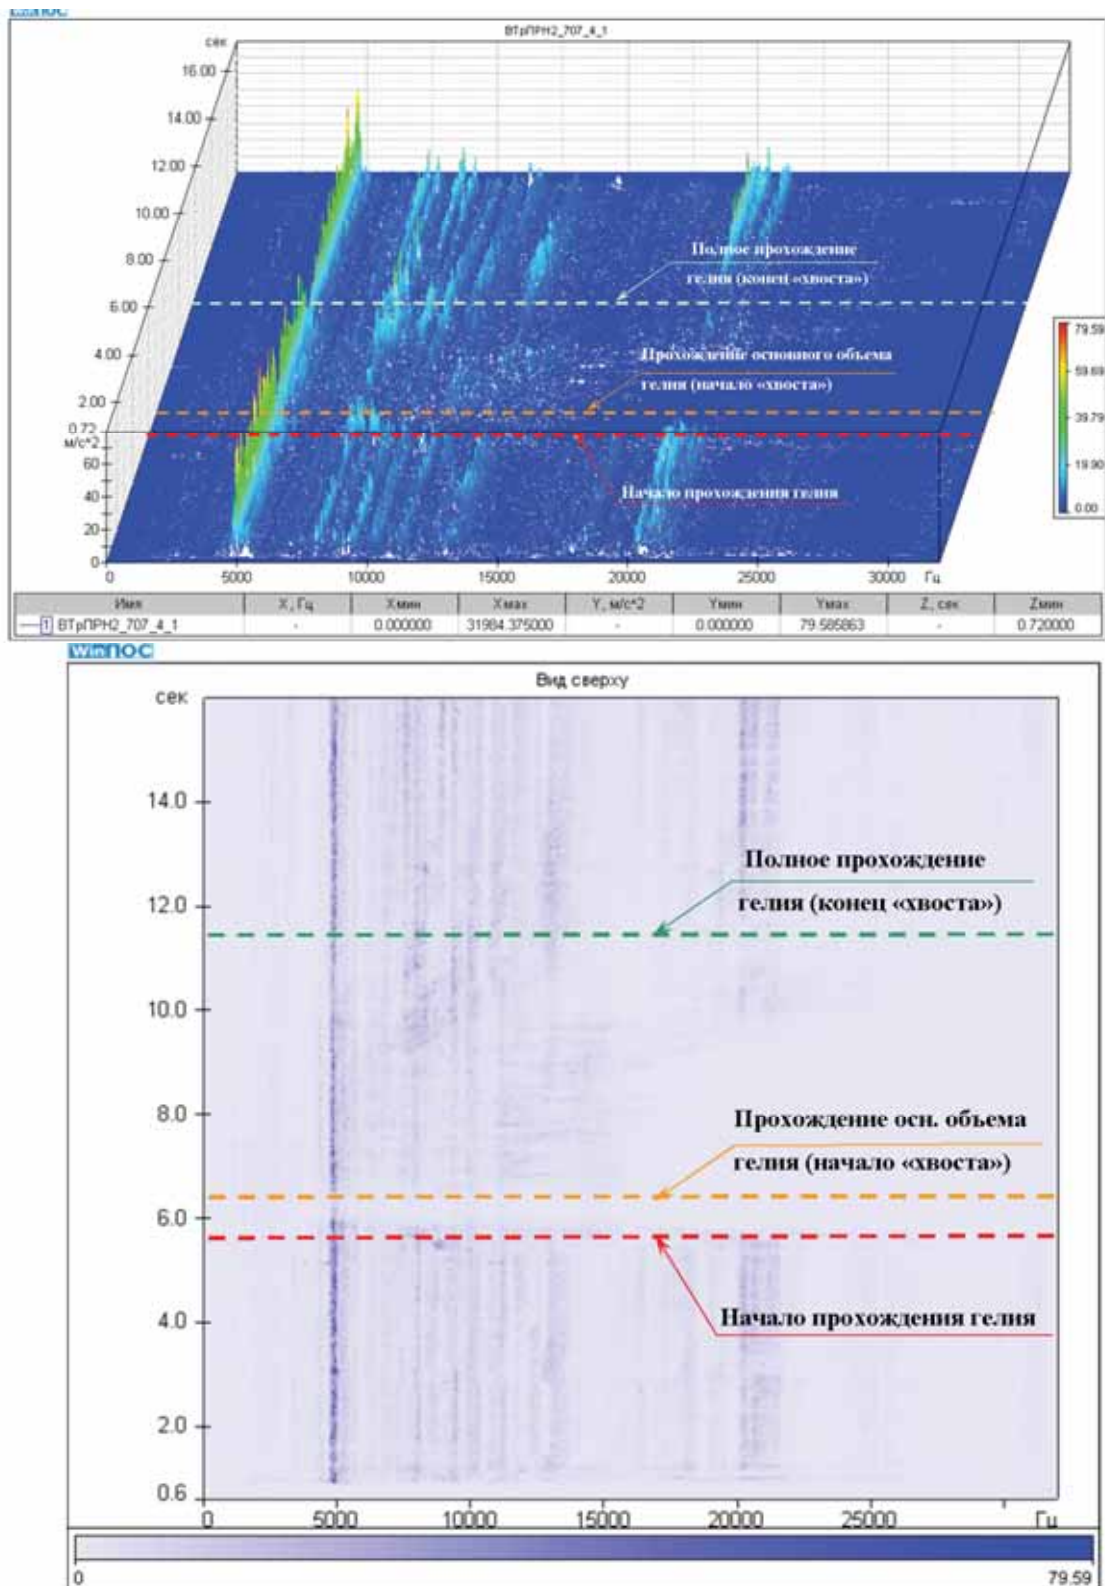 WinПОС
ВТрПРН2_707_4_1
сек
16.00
14.00
12.00
10.00
8.00
6.00
4.00
2.00
0.72
м/с^2
60
40
20
0
Полное прохождение
гелия (конец «хвоста»)
Прохождение основного объема
гелия (начало «хвоста»)
Начало прохождения гелия
79.59
59.69
39.79
19.90
0.00
0 5000 10000 15000 20000 25000 30000 Гц
Имя X, Гц Xмин Xмах Y, м/с^2 Yмин Yмах Z, сек Zмин
1 ВТрПРН2_707_4_1 - 0.000000 31984.375000 - 0.000000 79.585863 - 0.720000
WinПОС
Вид сверху
сек
14.0
12.0
10.0
8.0
6.0
4.0
2.0
0.6
Полное прохождение
гелия (конец «хвоста»)
Прохождение осн. объема
гелия (начало «хвоста»)
Начало прохождения гелия
0 5000 10000 15000 20000 25000 Гц
0 79.59